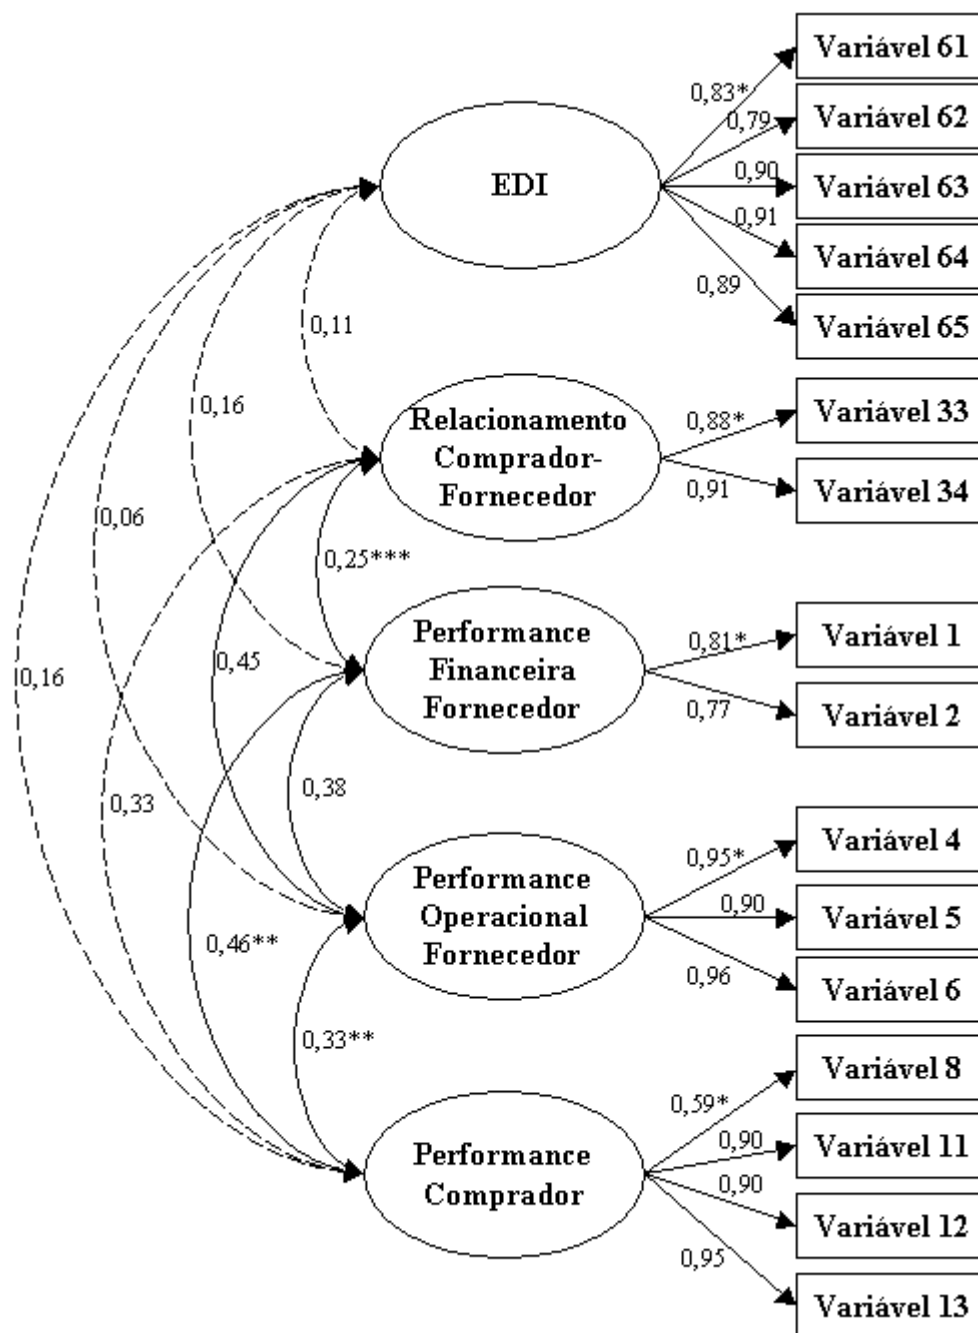 Variável 61
0,83*
Variável 62
0,79
EDI
0,90
Variável 63
0,91
Variável 64
0,89
Variável 65
0,11
0,16
Relacionamento
Comprador-
Fornecedor
0,88*
Variável 33
0,91
Variável 34
0,06
0,25***
0,16
0,45
Performance
Financeira
Fornecedor
0,81*
Variável 1
0,77
Variável 2
0,33
0,38
Performance
Operacional
Fornecedor
0,95*
Variável 4
0,90
Variável 5
0,96
Variável 6
0,46**
0,33**
Performance
Comprador
0,59*
Variável 8
0,90
Variável 11
0,90
Variável 12
0,95
Variável 13